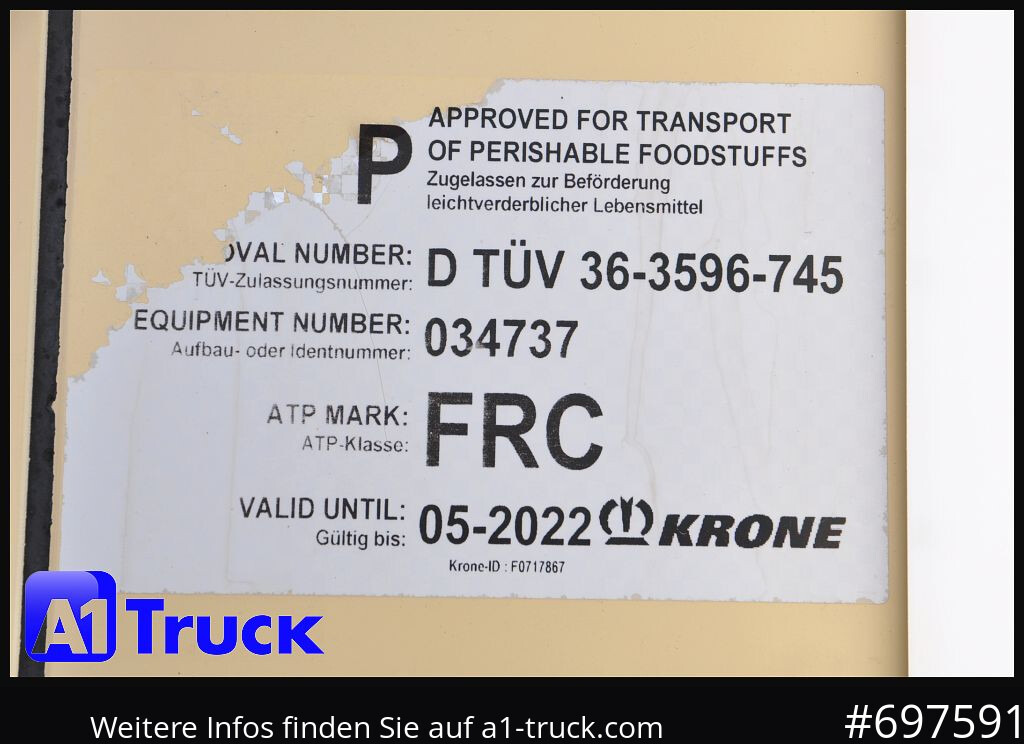 P
APPROVED FOR TRANSPORT
OF PERISHABLE FOODSTUFFS
Zugelassen zur Beförderung
leichtverderblicher Lebensmittel
OVAL NUMBER: D TÜV 36-3596-745
TÜV-Zulassungsnummer:
EQUIPMENT NUMBER: 034737
Aufbau- oder Identnummer:
ATP MARK: FRC
ATP-Klasse:
VALID UNTIL: 05-2022 KRONE
Gültig bis:
Krone-ID : F0717867
A1 Truck
Weitere Infos finden Sie auf a1-truck.com
#697591